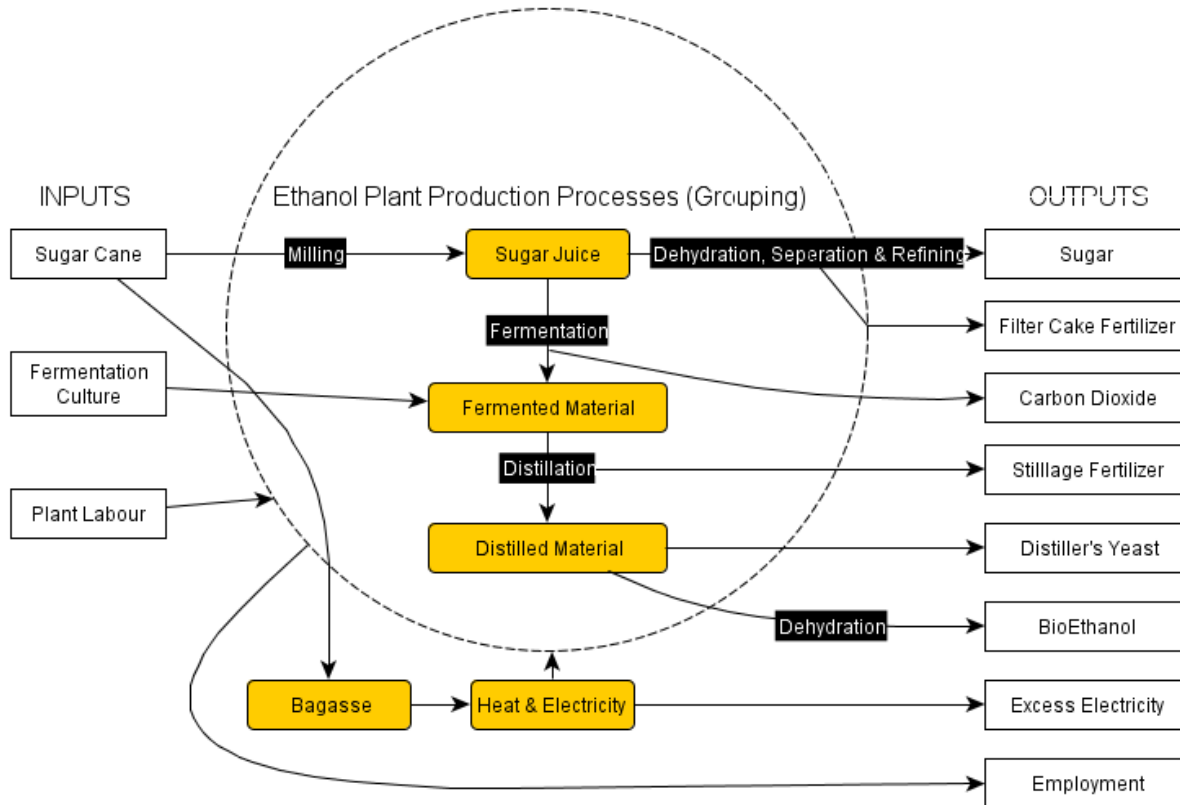 INPUTS
Ethanol Plant Production Processes (Grouping)
OUTPUTS
Sugar Cane
Milling
Sugar Juice
Dehydration, Seperation & Refining
Sugar
Fermentation
Filter Cake Fertilizer
Fermentation
Culture
Fermented Material
Carbon Dioxide
Distillation
Stilllage Fertilizer
Plant Labour
Distilled Material
Distiller's Yeast
Dehydration
BioEthanol
Bagasse
Heat & Electricity
Excess Electricity
Employment